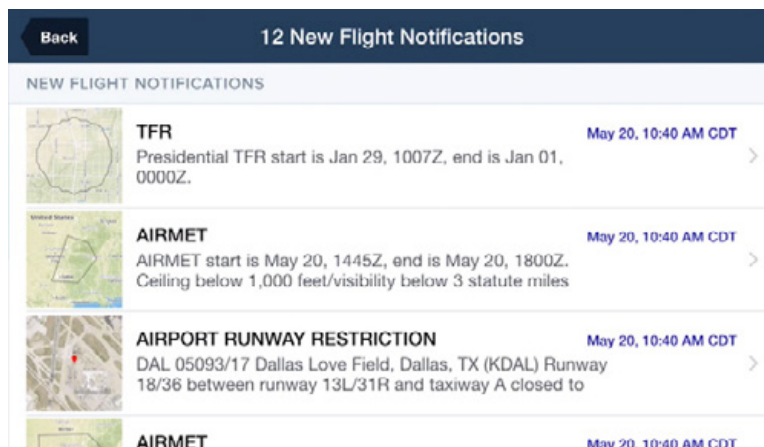 Back
12 New Flight Notifications
NEW FLIGHT NOTIFICATIONS
TFR
May 20, 10:40 AM CDT
Presidential TFR start is Jan 29, 1007Z, end is Jan 01,
0000Z.
United States
AIRMET
May 20, 10:40 AM CDT
AIRMET start is May 20, 1445Z, end is May 20, 1800Z.
Ceiling below 1,000 feet/visibility below 3 statute miles
AIRPORT RUNWAY RESTRICTION
May 20, 10:40 AM CDT
DAL 05093/17 Dallas Love Field, Dallas, TX (KDAL) Runway
18/36 between runway 13L/31R and taxiway A closed to
AIRMET
May 20, 10:40 AM CDT